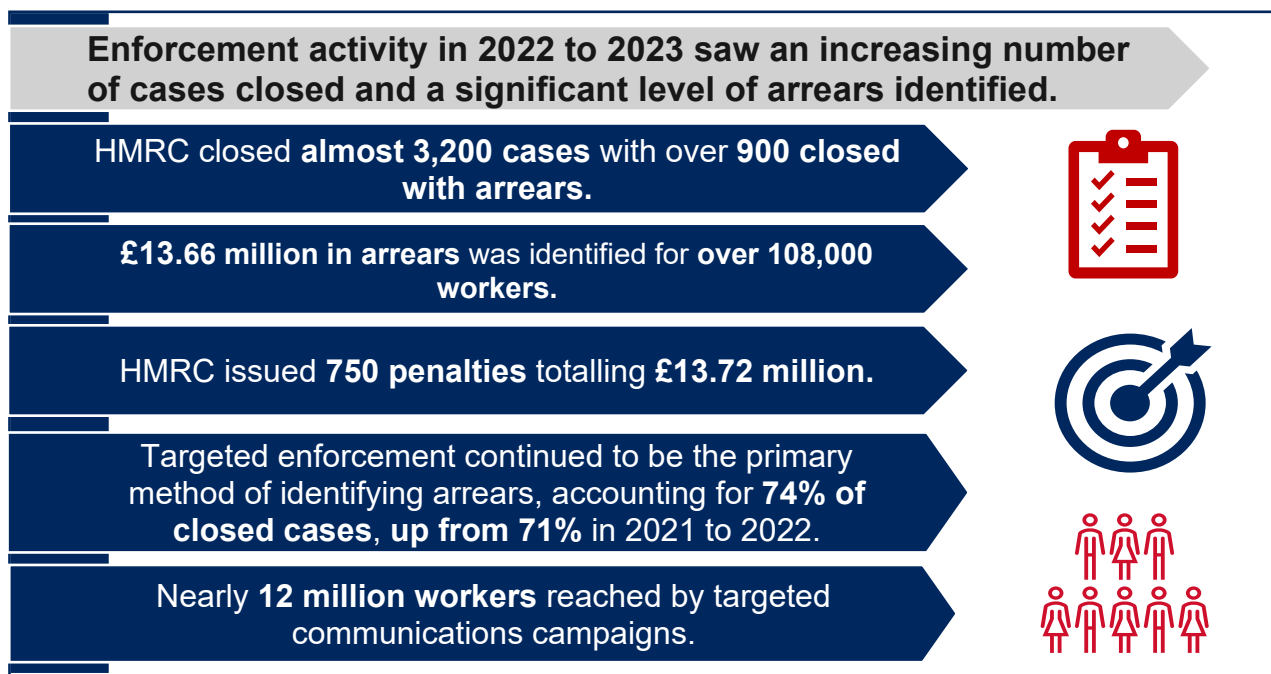 Enforcement activity in 2022 to 2023 saw an increasing number
of cases closed and a significant level of arrears identified.
HMRC closed almost 3,200 cases with over 900 closed
with arrears.
£13.66 million in arrears was identified for over 108,000
workers.
HMRC issued 750 penalties totalling £13.72 million.
Targeted enforcement continued to be the primary
method of identifying arrears, accounting for 74% of
closed cases, up from 71% in 2021 to 2022.
Nearly 12 million workers reached by targeted
communications campaigns.